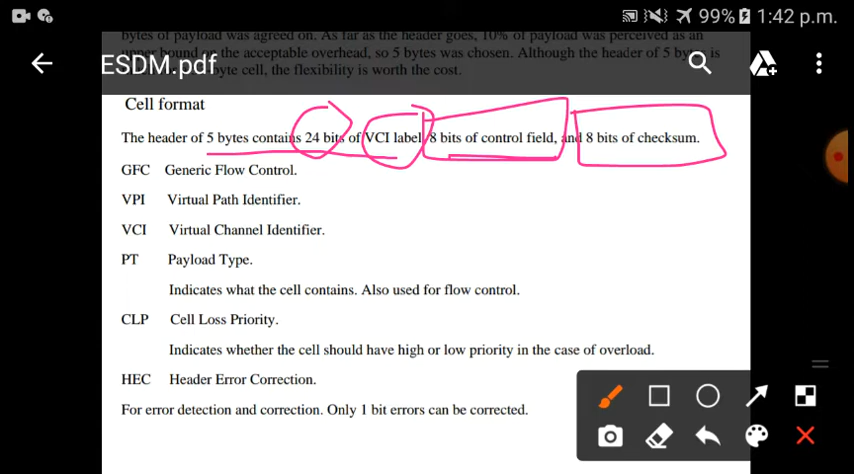 99% 1:42 p.m.
bytes of payload was agreed on. As far as the header goes, 10% of payload was perceived as an
upper bound on the acceptable overhead, so 5 bytes was chosen. Although the header of 5 bytes is
byte cell, the flexibility is worth the cost.
ESDM.pdf
Cell format
The header of 5 bytes contains 24 bits of VCI label, 8 bits of control field, and 8 bits of checksum.
GFC Generic Flow Control.
VPI Virtual Path Identifier.
VCI Virtual Channel Identifier.
PT Payload Type.
Indicates what the cell contains. Also used for flow control.
CLP Cell Loss Priority.
Indicates whether the cell should have high or low priority in the case of overload.
HEC Header Error Correction.
For error detection and correction. Only 1 bit errors can be corrected.